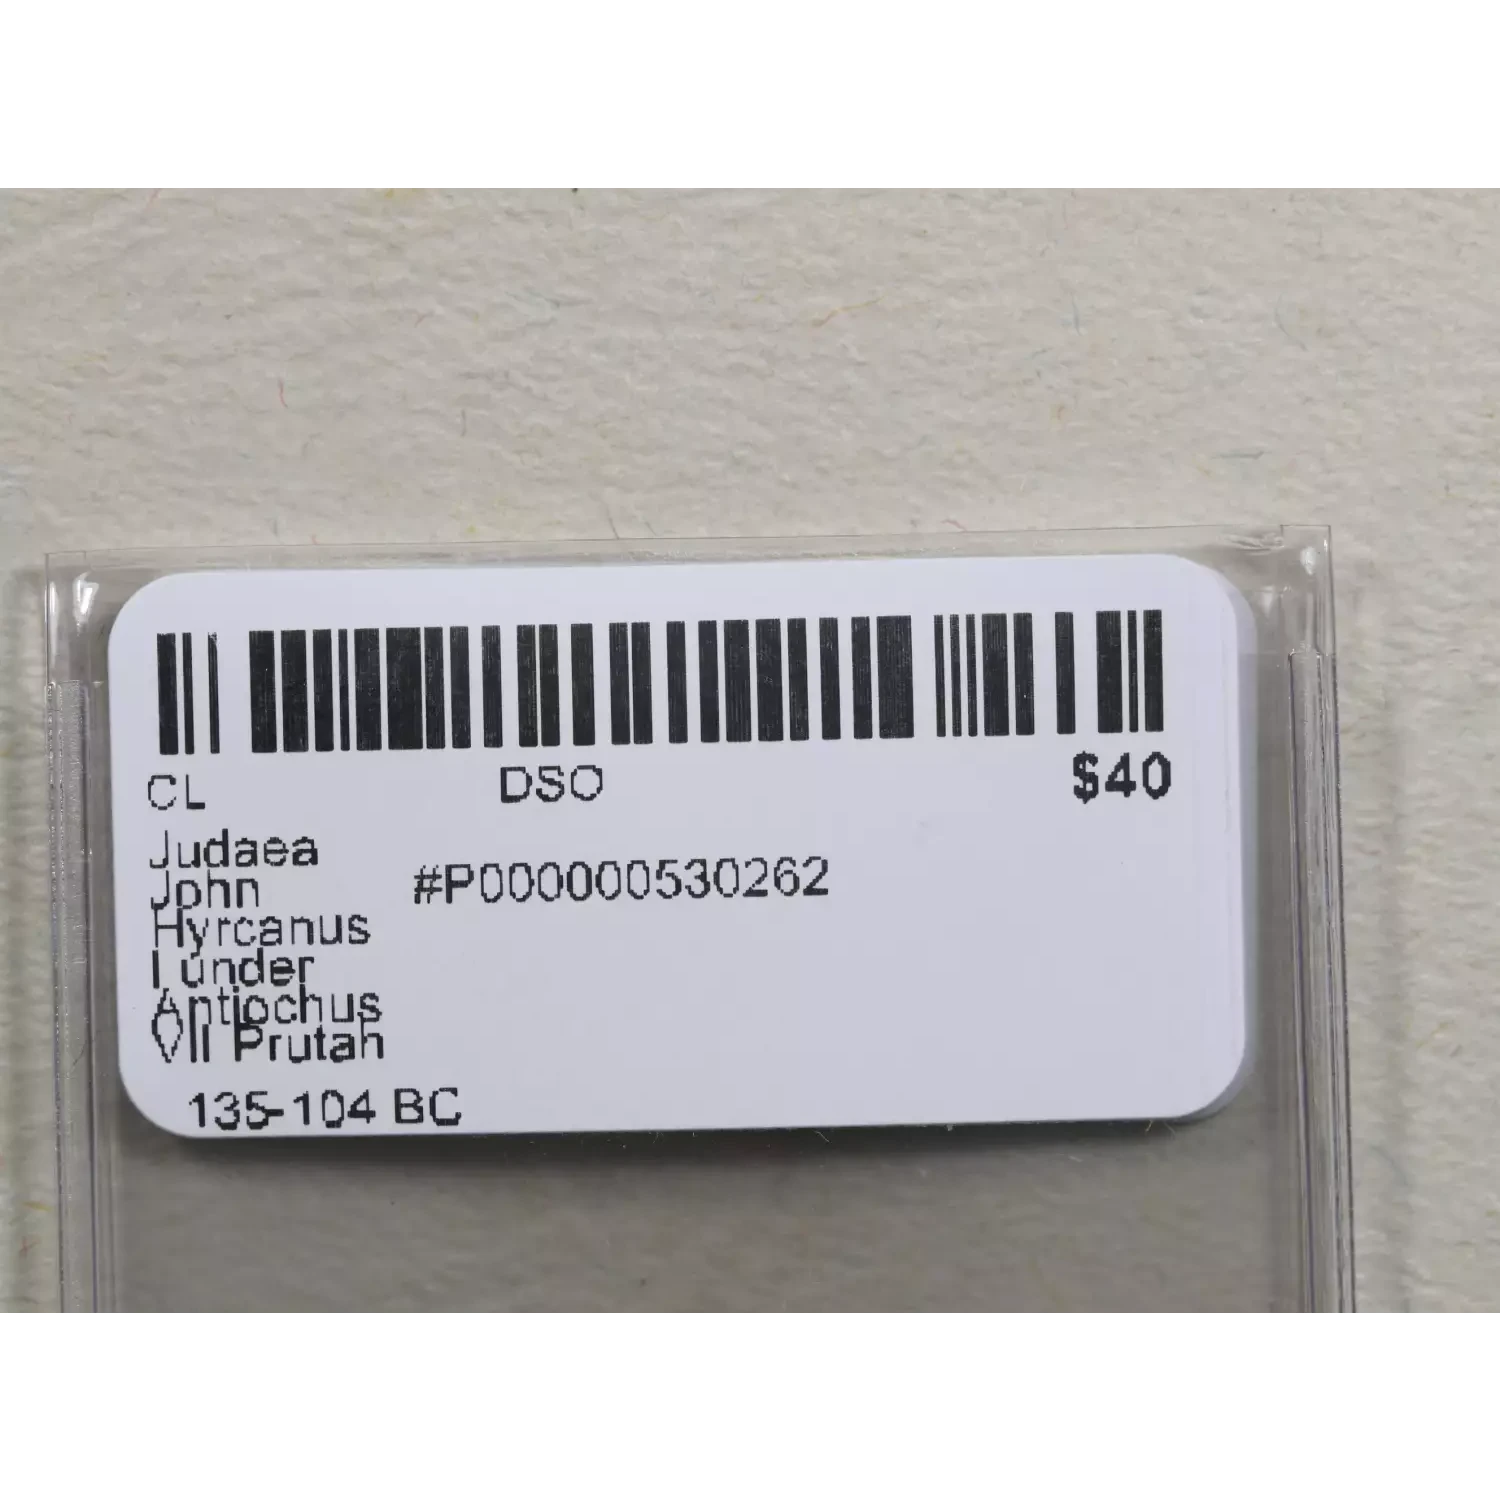 CL DSO $40
Judaea
John #P000000530262
Hyrcanus
I under
Antiochus
VII Prutah
135-104 BC